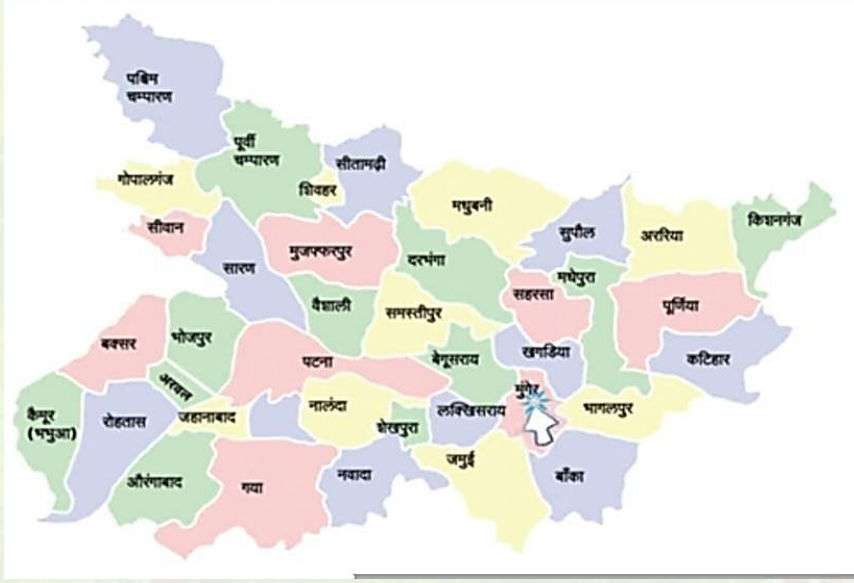 पश्चिम
चम्पारण
पूर्वी
चम्पारण
सीतामढ़ी
गोपालगंज
शिवहर
मधुबनी
सीवान
सुपौल
अररिया
किशनगंज
मुजफ्फरपुर
दरभंगा
सारण
मधेपुरा
सहरसा
पूर्णिया
वैशाली
समस्तीपुर
बक्सर
भोजपुर
पटना
बेगूसराय
खगडिया
कटिहार
अरवल
मुंगेर
कैमूर
(भभुआ)
रोहतास
जहानाबाद
नालंदा
शेखपुरा
लक्खिसराय
भागलपुर
औरंगाबाद
गया
नवादा
जमुई
बाँका